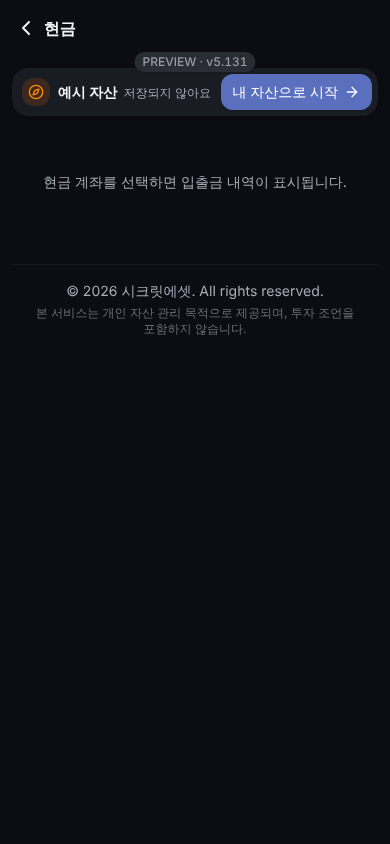 현금
PREVIEW · v5.131
예시 자산 저장되지 않아요 내 자산으로 시작
현금 계좌를 선택하면 입출금 내역이 표시됩니다.
© 2026 시크릿에셋. All rights reserved.
본 서비스는 개인 자산 관리 목적으로 제공되며, 투자 조언을
포함하지 않습니다.